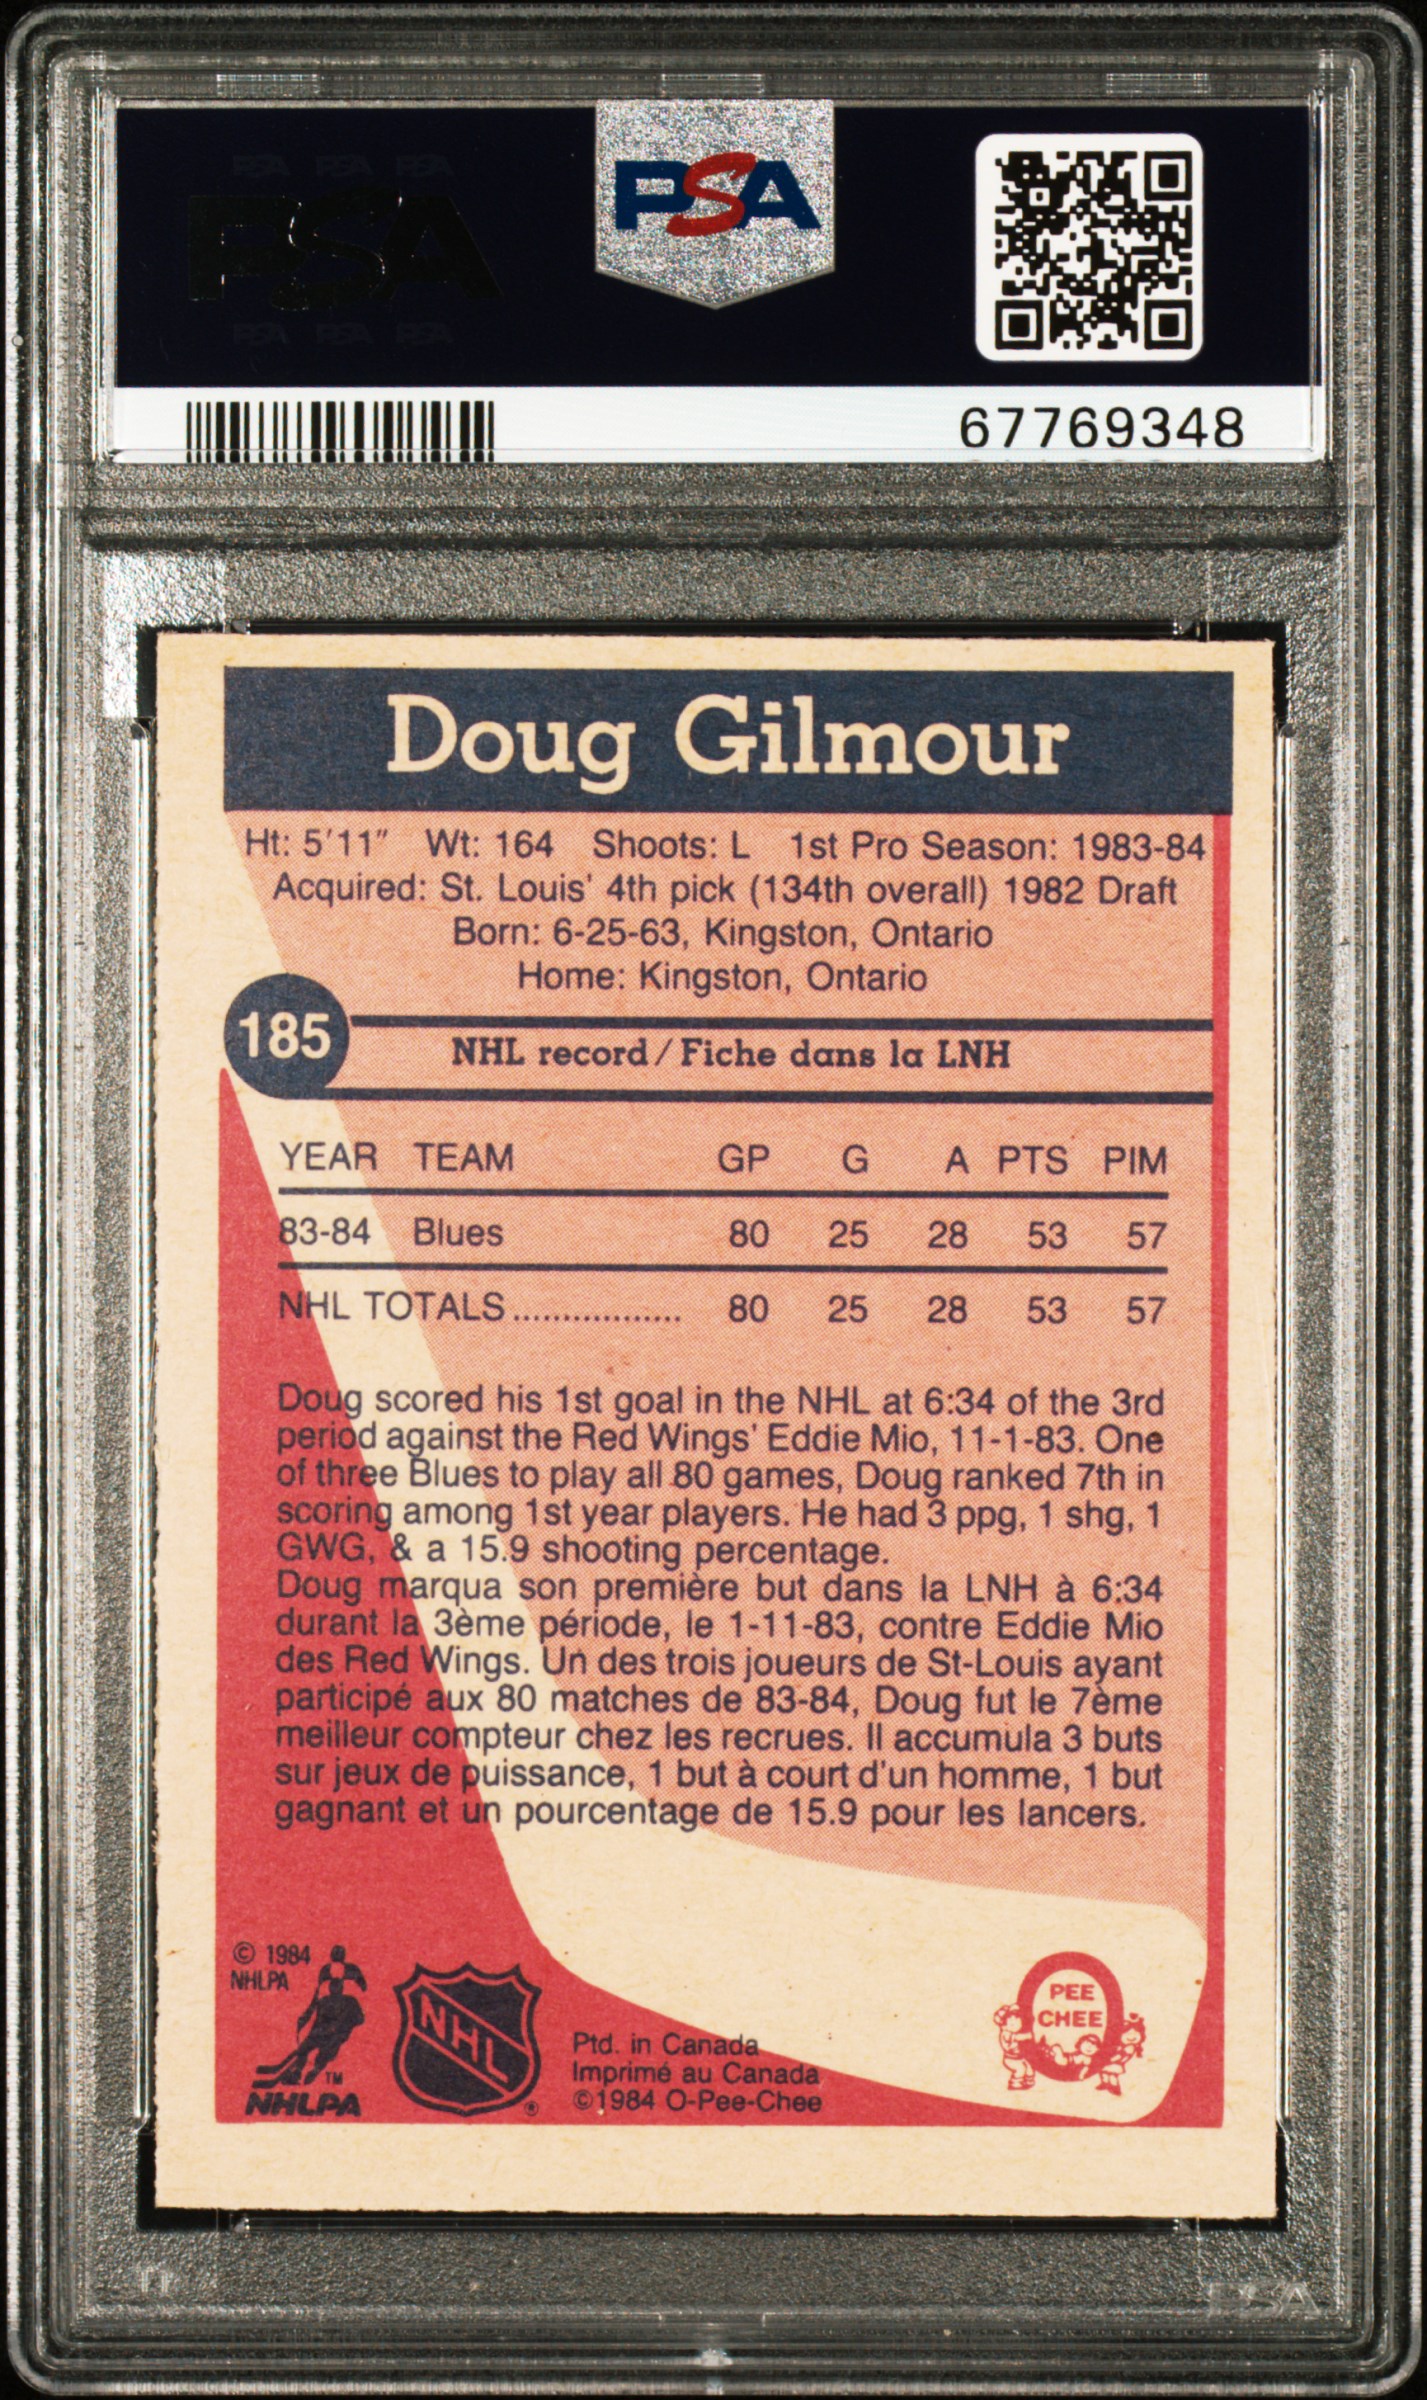 PSA PSA PSA
PSA
PSA PSA PSA
PSA
67769348
Doug Gilmour
Ht: 5'11" Wt: 164 Shoots: L 1st Pro Season: 1983-84
Acquired: St. Louis' 4th pick (134th overall) 1982 Draft
Born: 6-25-63, Kingston, Ontario
Home: Kingston, Ontario
185
NHL record/Fiche dans la LNH
YEAR TEAM GP G A PTS PIM
83-84 Blues 80 25 28 53 57
NHL TOTALS................. 80 25 28 53 57
Doug scored his 1st goal in the NHL at 6:34 of the 3rd
period against the Red Wings' Eddie Mio, 11-1-83. One
of three Blues to play all 80 games, Doug ranked 7th in
scoring among 1st year players. He had 3 ppg, 1 shg, 1
GWG, & a 15.9 shooting percentage.
Doug marqua son première but dans la LNH à 6:34
durant la 3ème période, le 1-11-83, contre Eddie Mio
des Red Wings. Un des trois joueurs de St-Louis ayant
participé aux 80 matches de 83-84, Doug fut le 7ème
meilleur compteur chez les recrues. Il accumula 3 buts
sur jeux de puissance, 1 but à court d'un homme, 1 but
gagnant et un pourcentage de 15.9 pour les lancers.
© 1984
NHLPA
TM
NHLPA
NHL
®
Ptd. in Canada
Imprimé au Canada
©1984 O-Pee-Chee
PEE
CHEE
PSA